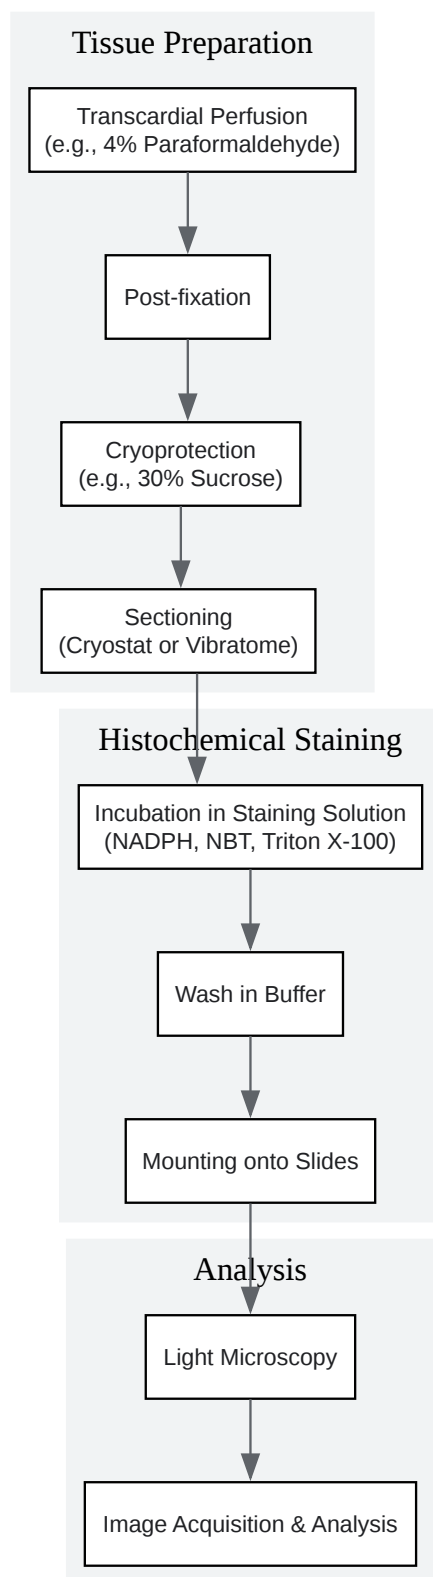 Tissue Preparation
Transcardial Perfusion
(e.g., 4% Paraformaldehyde)
Post-fixation
Cryoprotection
(e.g., 30% Sucrose)
Sectioning
(Cryostat or Vibratome)
Histochemical Staining
Incubation in Staining Solution
(NADPH, NBT, Triton X-100)
Wash in Buffer
Mounting onto Slides
Analysis
Light Microscopy
Image Acquisition & Analysis